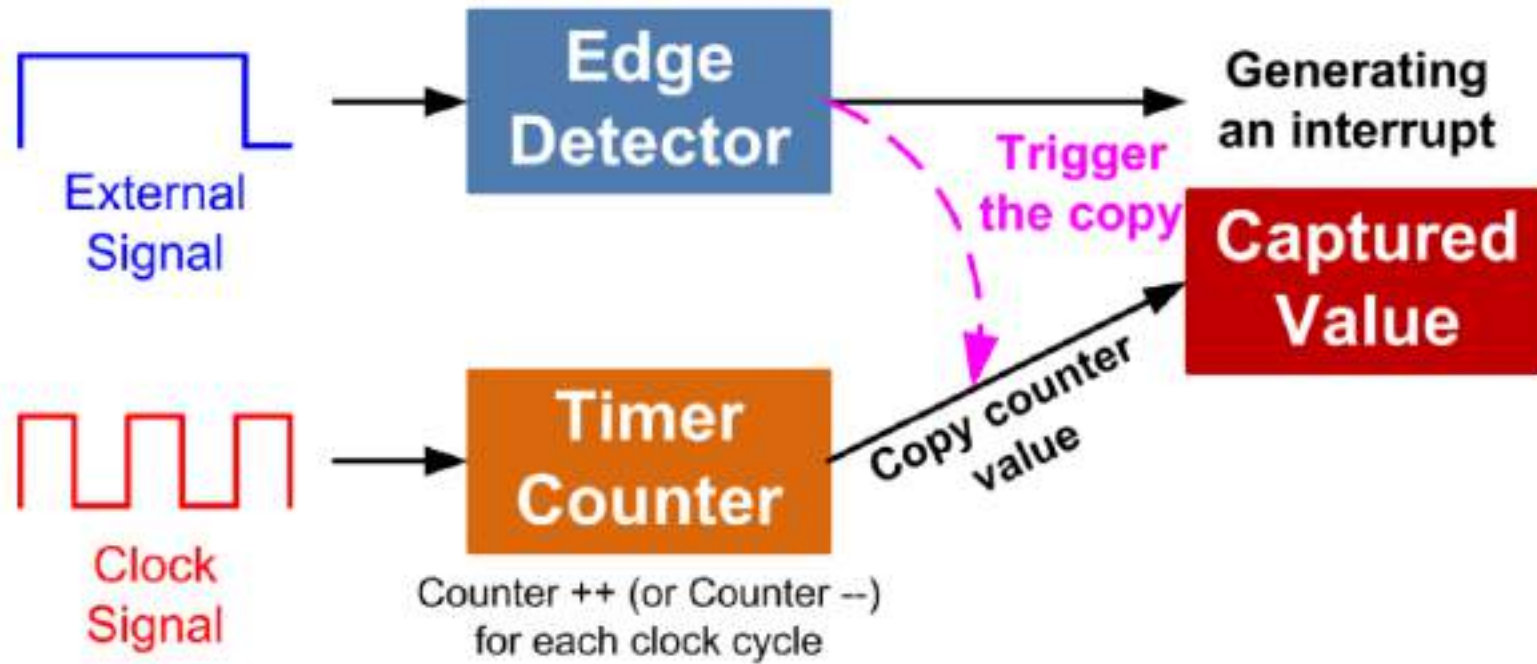 Edge
Detector
External
Signal
Generating
an interrupt
Trigger
the copy
Captured
Value
Timer
Counter
Copy counter
value
Clock
Signal
Counter ++ (or Counter --)
for each clock cycle